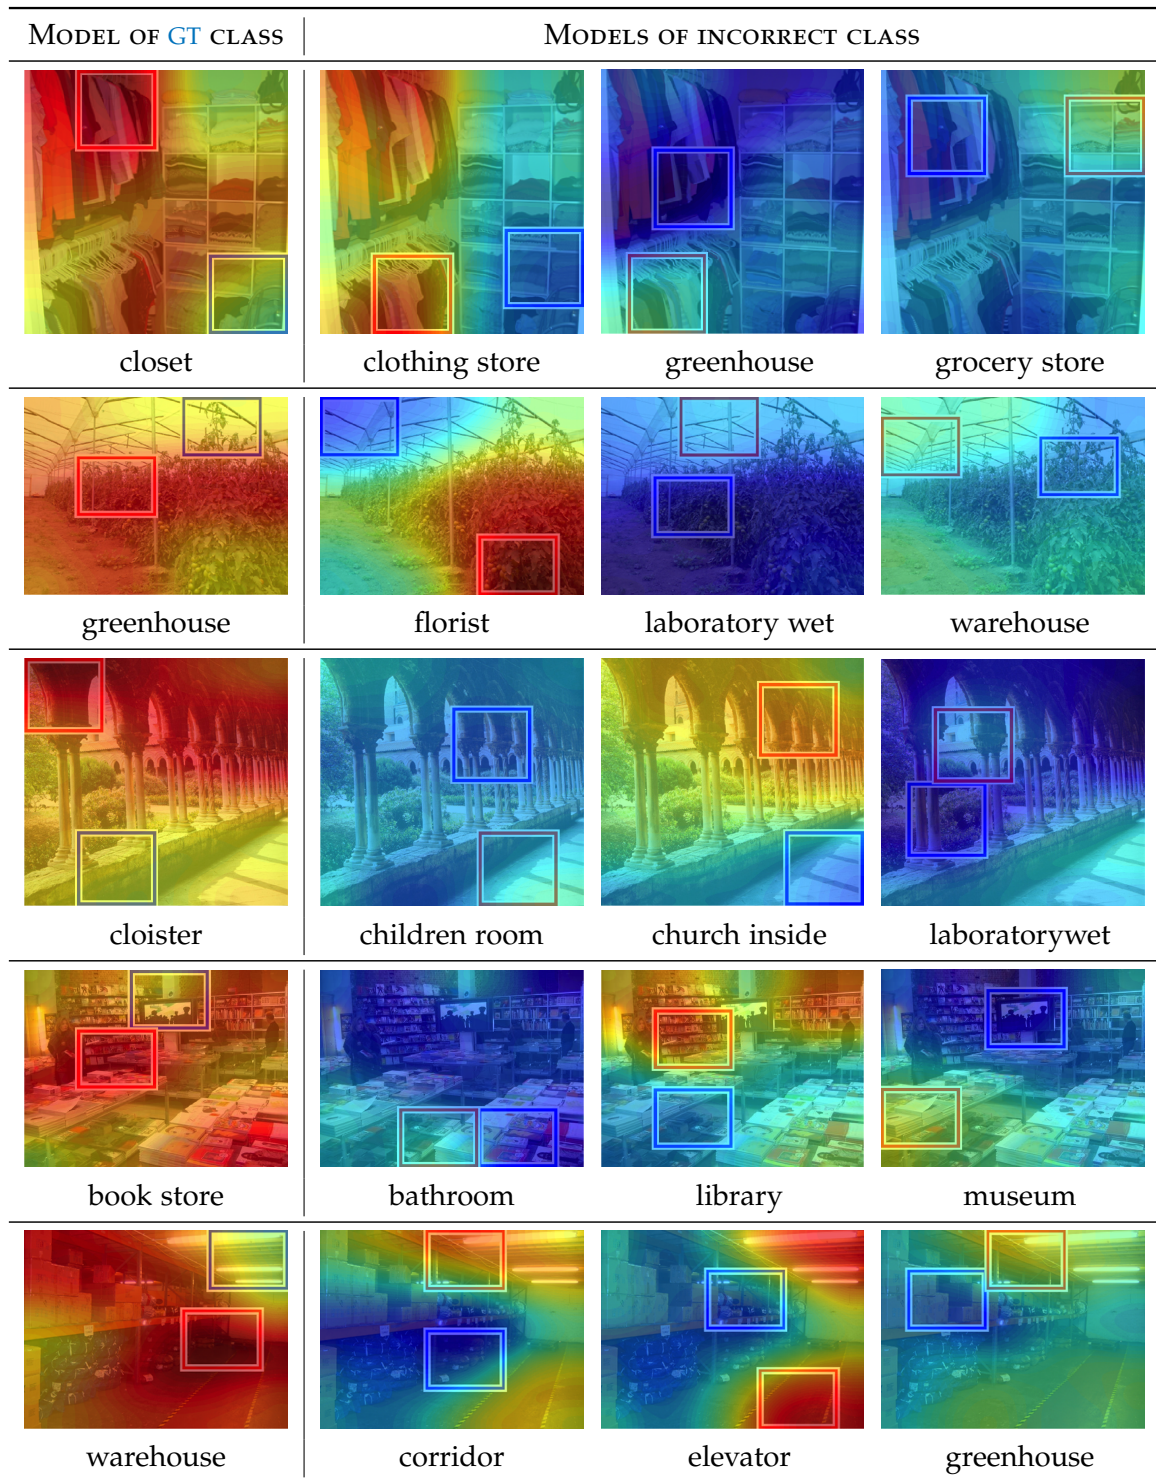 MODEL OF GT CLASS MODELS OF INCORRECT CLASS
closet clothing store greenhouse grocery store
greenhouse florist laboratory wet warehouse
cloister children room church inside laboratorywet
book store bathroom library museum
warehouse corridor elevator greenhouse